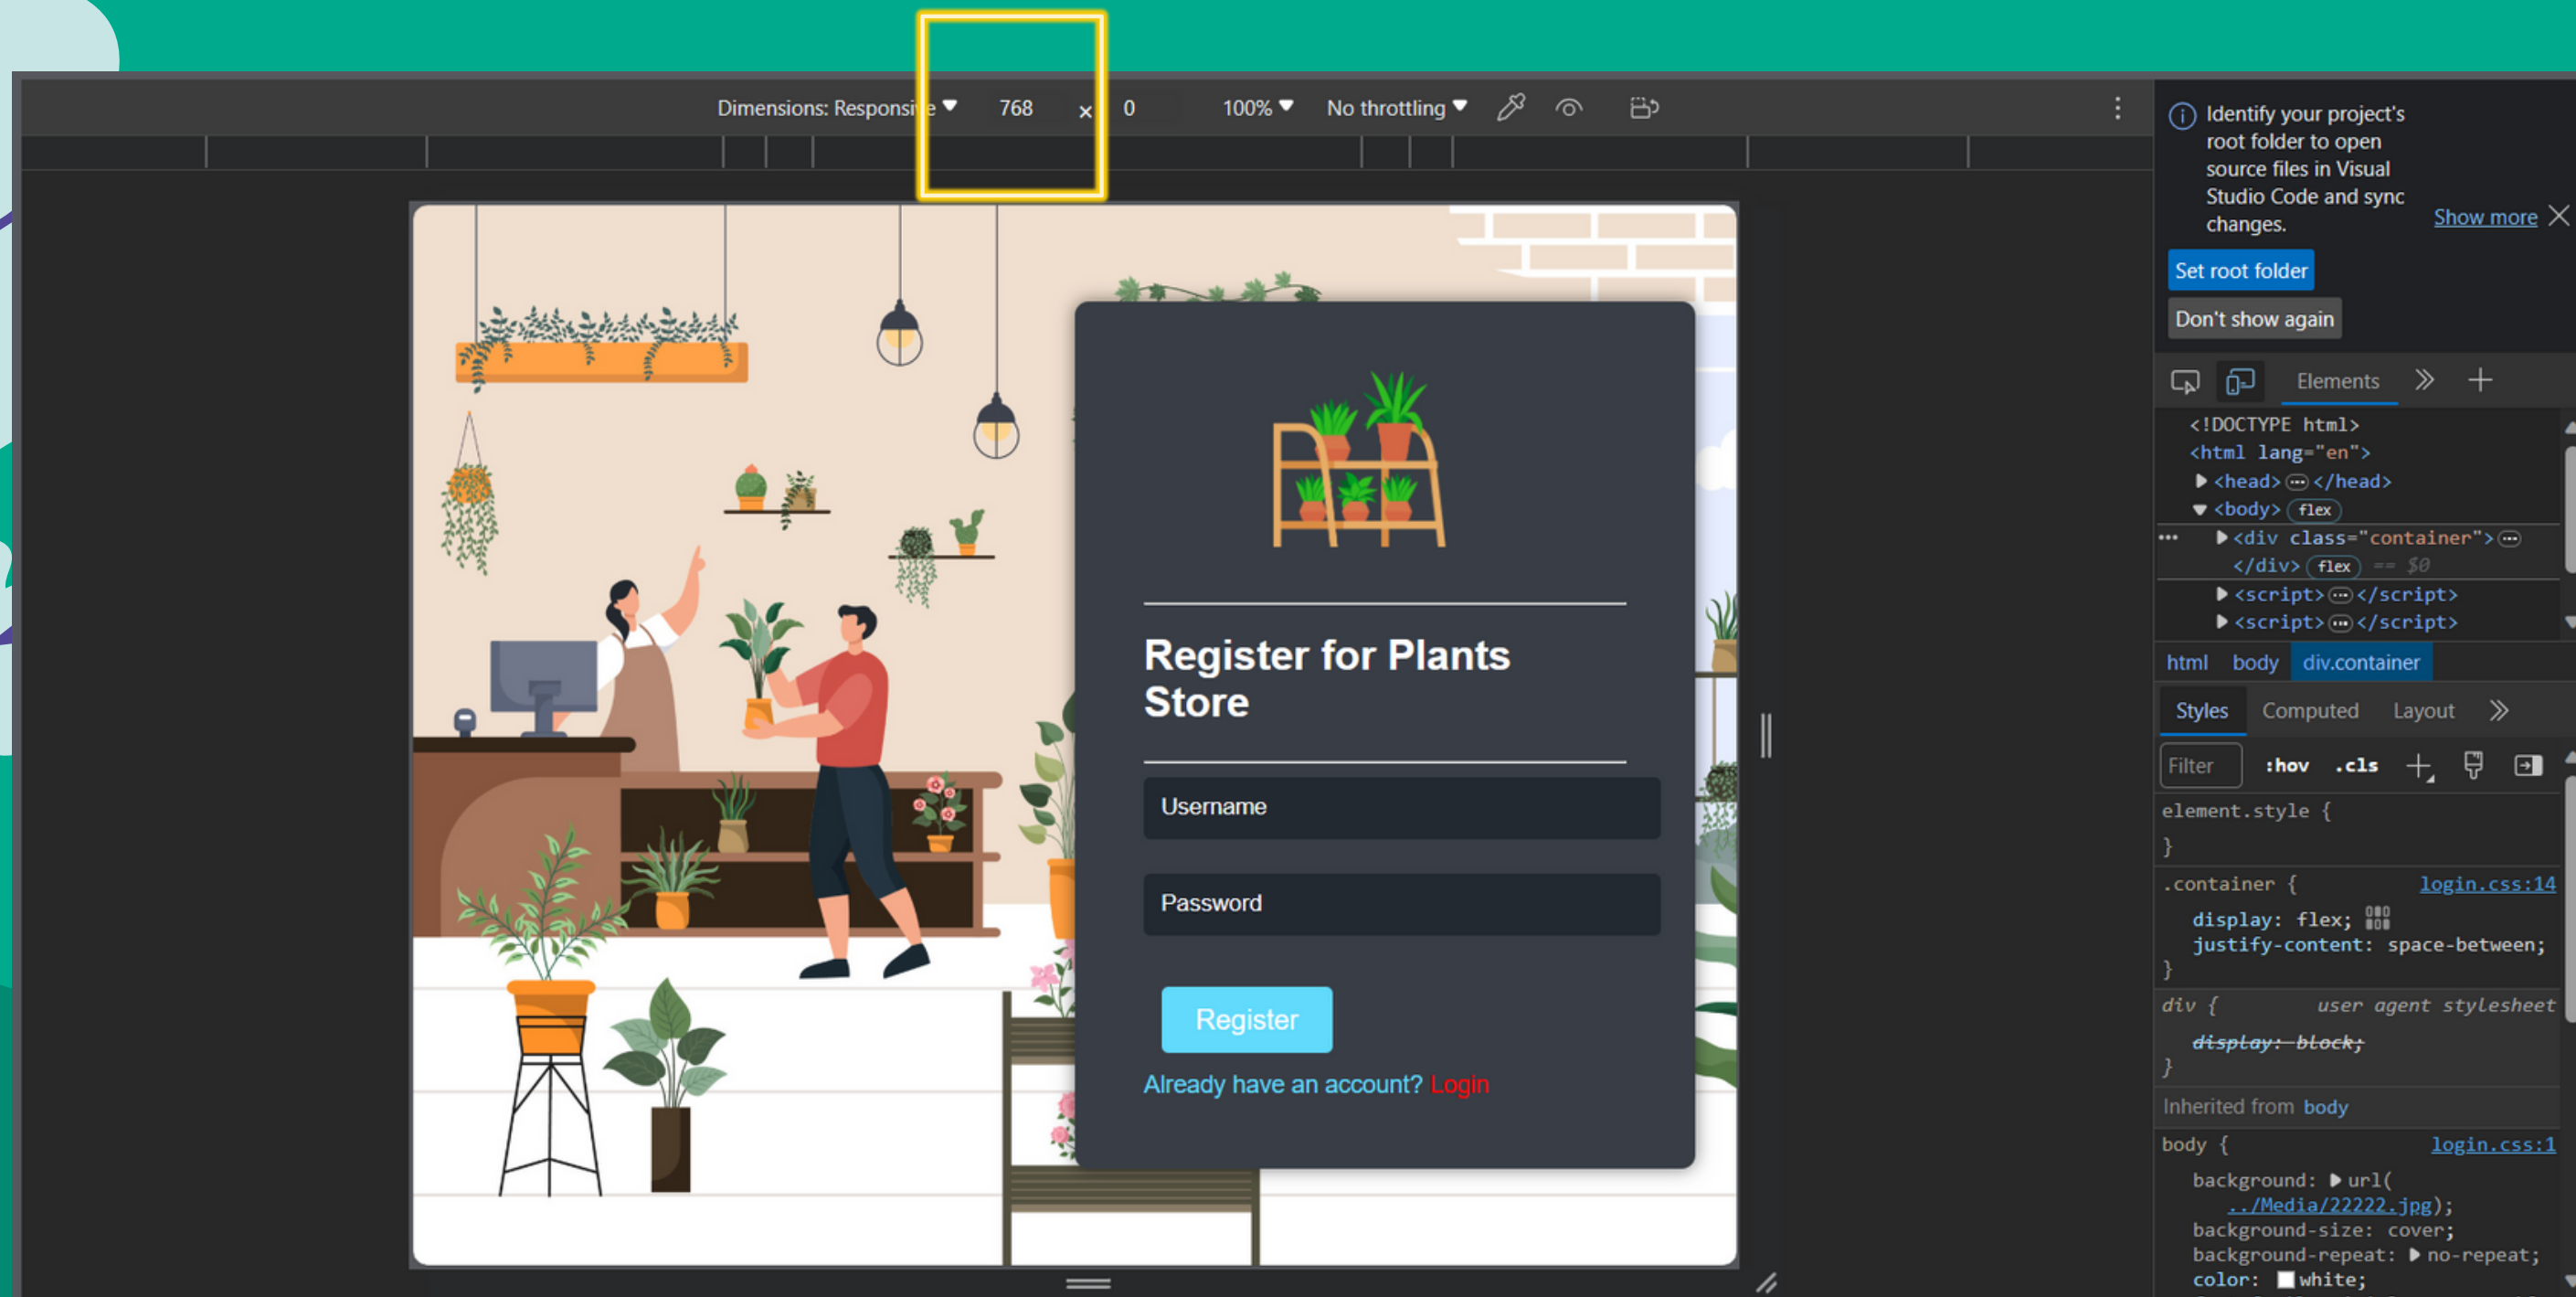 Dimensions: Responsive 768 × 0 100% No throttling
Identify your project's
root folder to open
source files in Visual
Studio Code and sync
changes.
Show more
Set root folder
Don't show again
Elements
<!DOCTYPE html>
<html lang="en">
<head> </head>
<body> flex
<div class="container">
</div> flex == $0
<script> </script>
<script> </script>
html body div.container
Styles Computed Layout
Filter :hov .cls
element.style {
}
.container { login.css:14
display: flex;
justify-content: space-between;
}
div { user agent stylesheet
display: block;
}
Inherited from body
body { login.css:1
background: url(
../Media/22222.jpg);
background-size: cover;
background-repeat: no-repeat;
color: white;
Register for Plants
Store
Username
Password
Register
Already have an account? Login